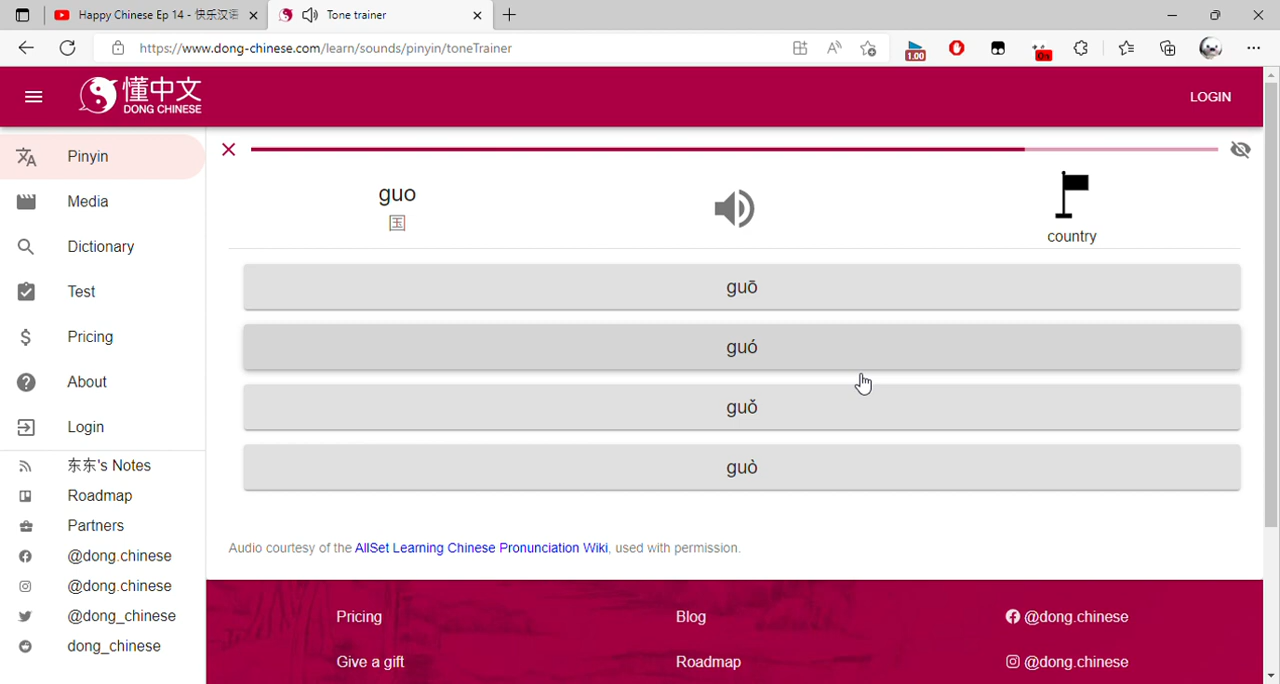 Happy Chinese Ep 14 - 快乐汉语
Tone trainer
https://www.dong-chinese.com/learn/sounds/pinyin/toneTrainer
1.00
On
懂中文
DONG CHINESE
LOGIN
Pinyin
Media
Dictionary
Test
Pricing
About
Login
东东's Notes
Roadmap
Partners
@dong.chinese
@dong.chinese
@dong_chinese
dong_chinese
guo
国
country
guō
guó
guǒ
guò
Audio courtesy of the AllSet Learning Chinese Pronunciation Wiki, used with permission.
Pricing
Blog
@dong.chinese
Give a gift
Roadmap
@dong.chinese